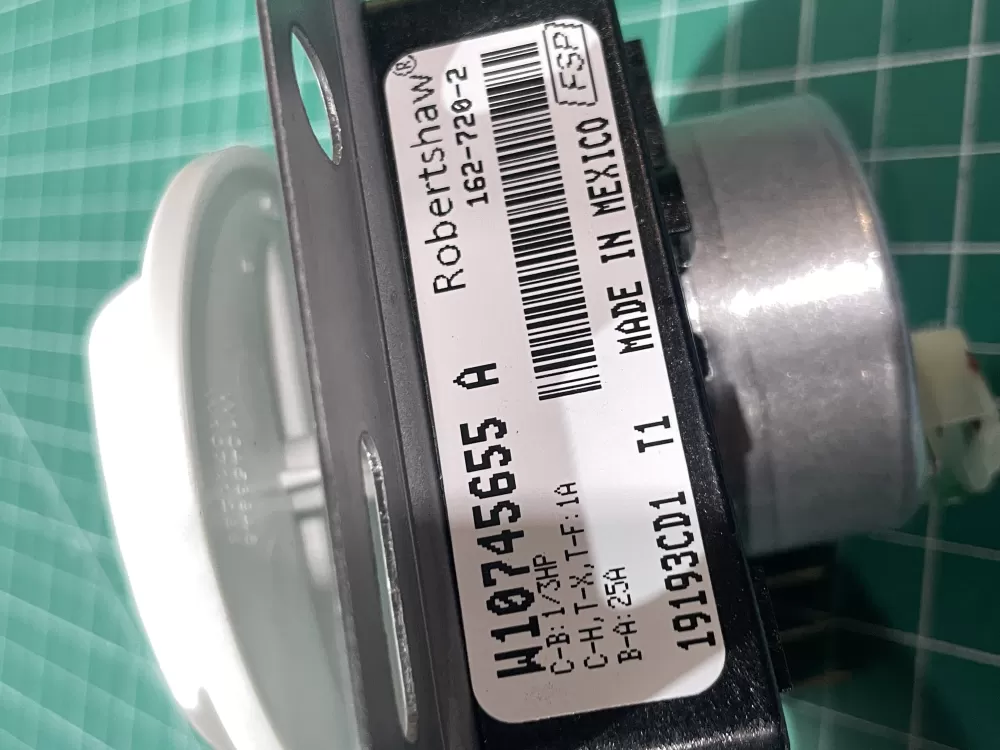 Robertshaw®
162-720-2
FSP
W10745655 A
C-B:1/3HP
C-H,T-X,T-F:1A
B-A:25A
MADE IN MEXICO
19193CD1 T1